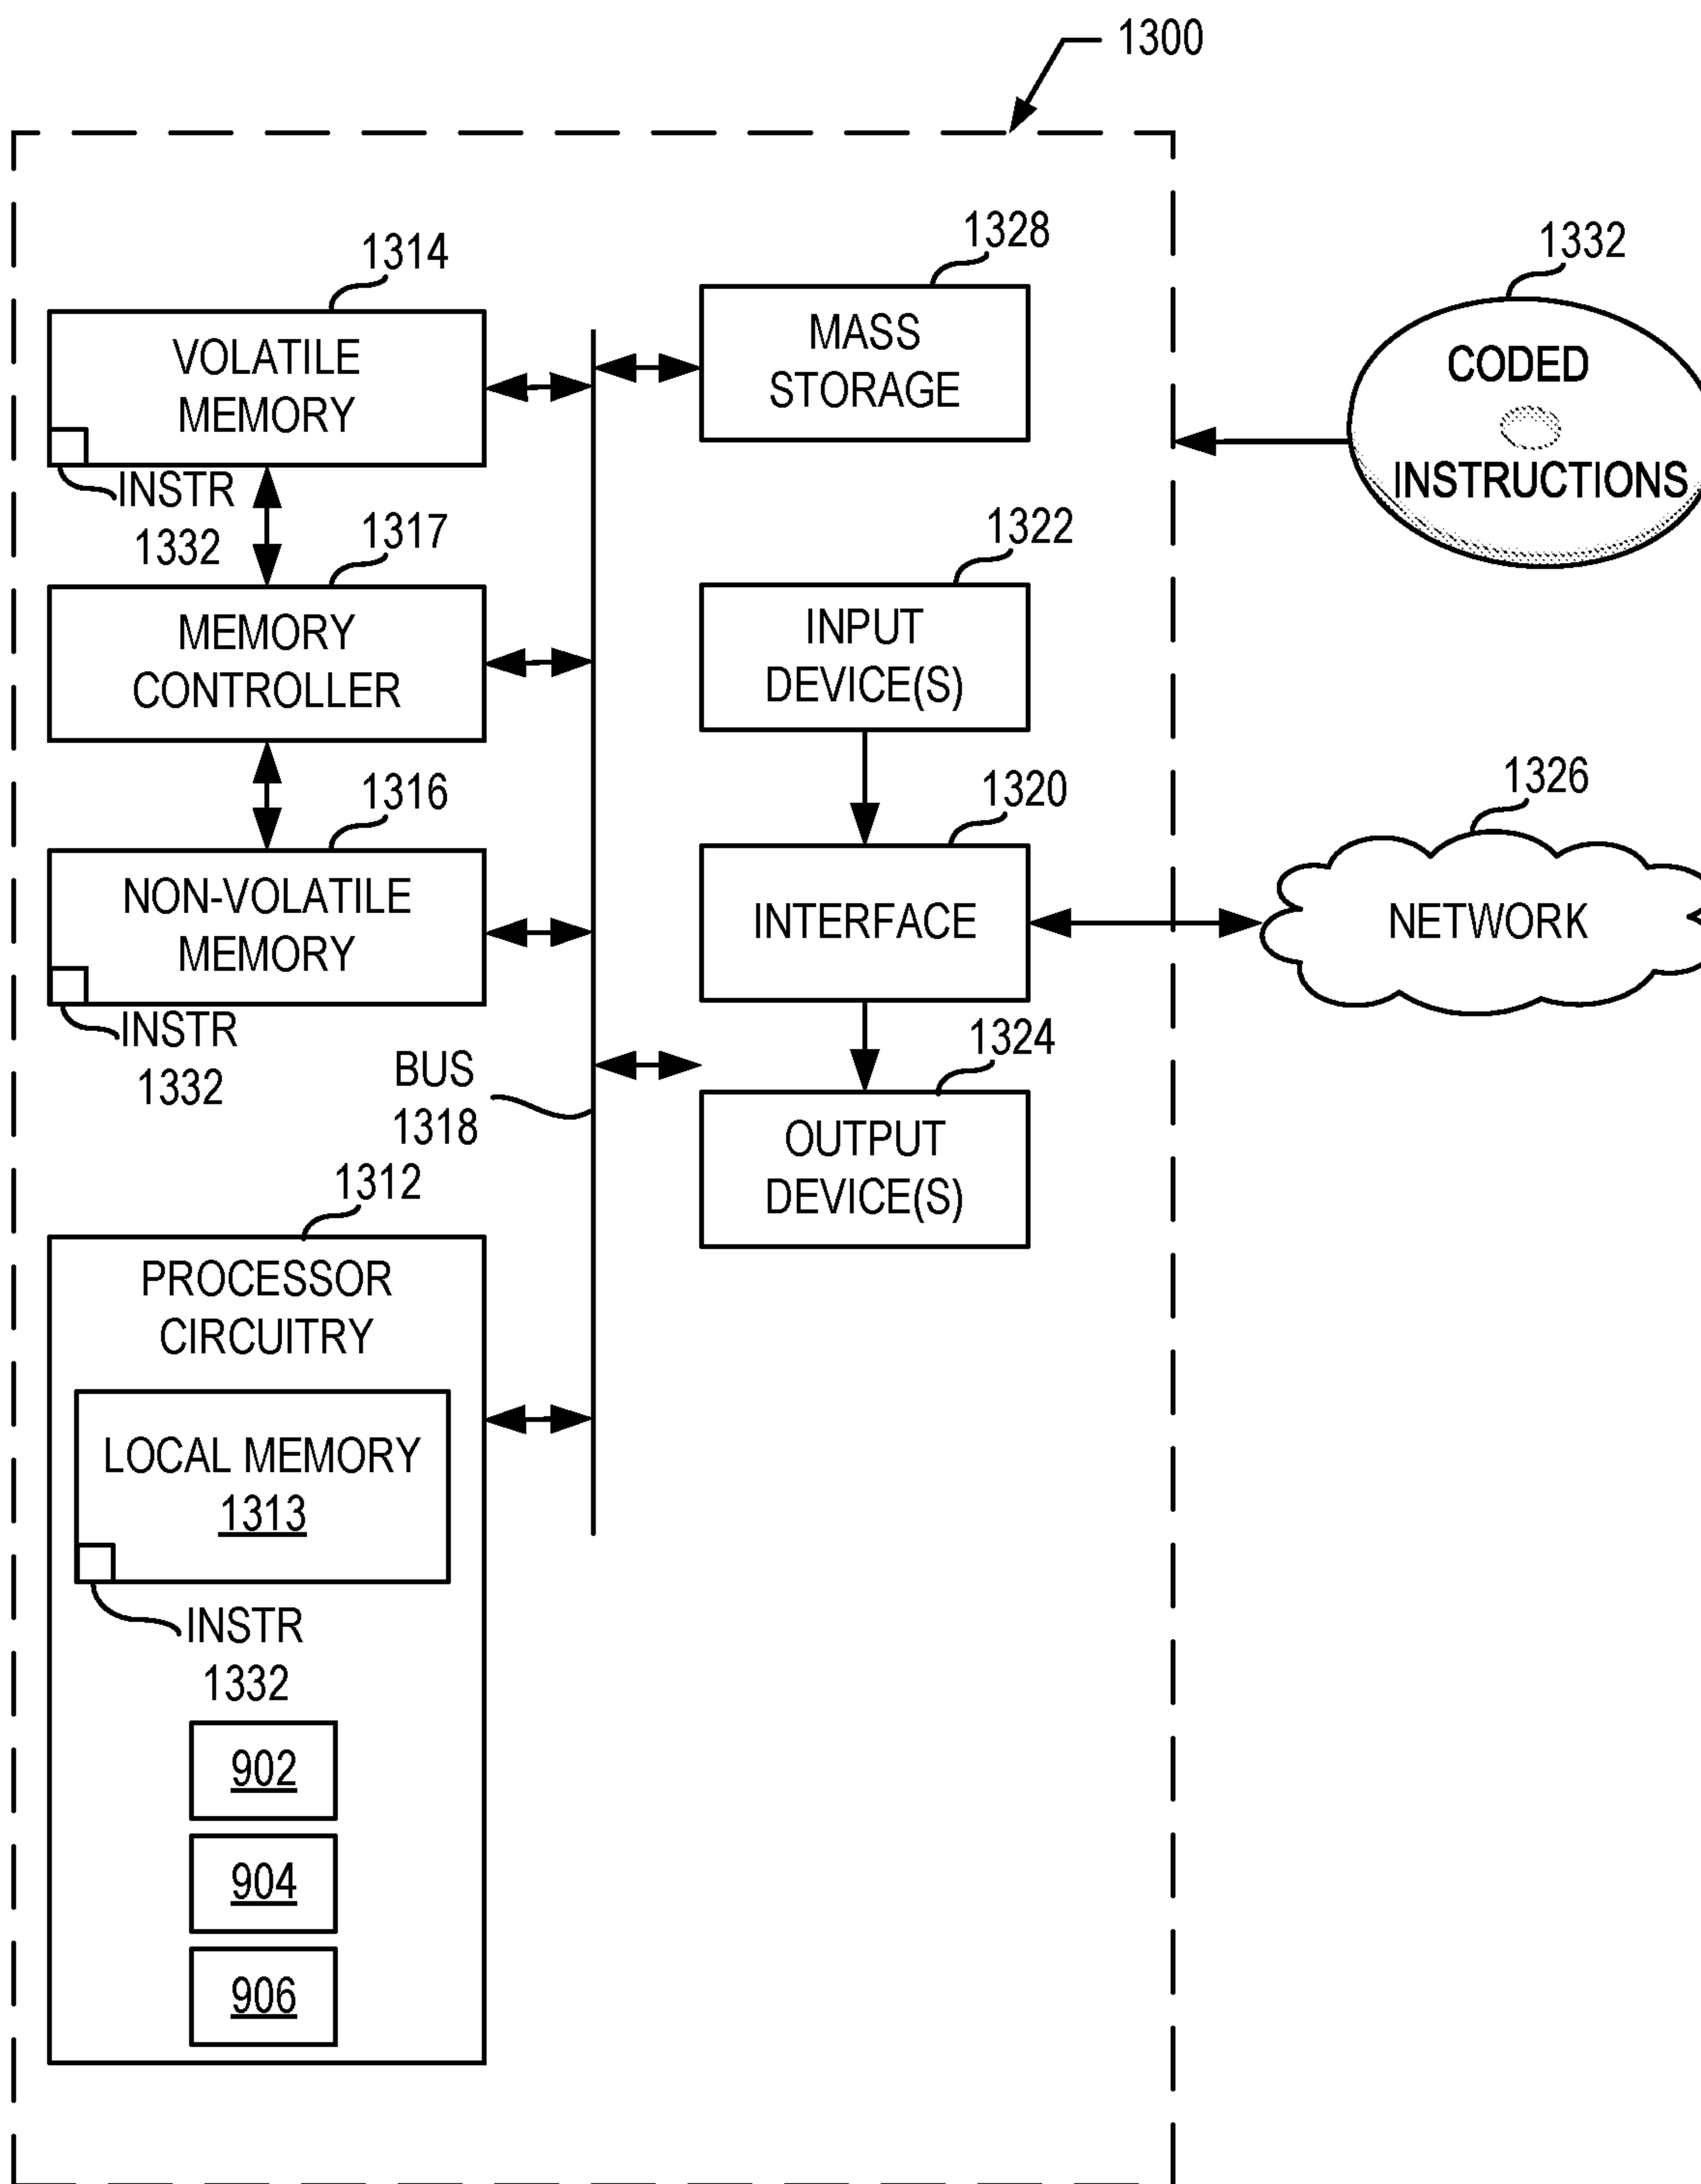 1300
1314
VOLATILE
MEMORY
INSTR
1332
1317
MEMORY
CONTROLLER
1316
NON-VOLATILE
MEMORY
INSTR
1332
BUS
1318
1312
PROCESSOR
CIRCUITRY
LOCAL MEMORY
1313
INSTR
1332
902
904
906
1328
MASS
STORAGE
1322
INPUT
DEVICE(S)
1320
INTERFACE
1324
OUTPUT
DEVICE(S)
1332
CODED
INSTRUCTIONS
1326
NETWORK